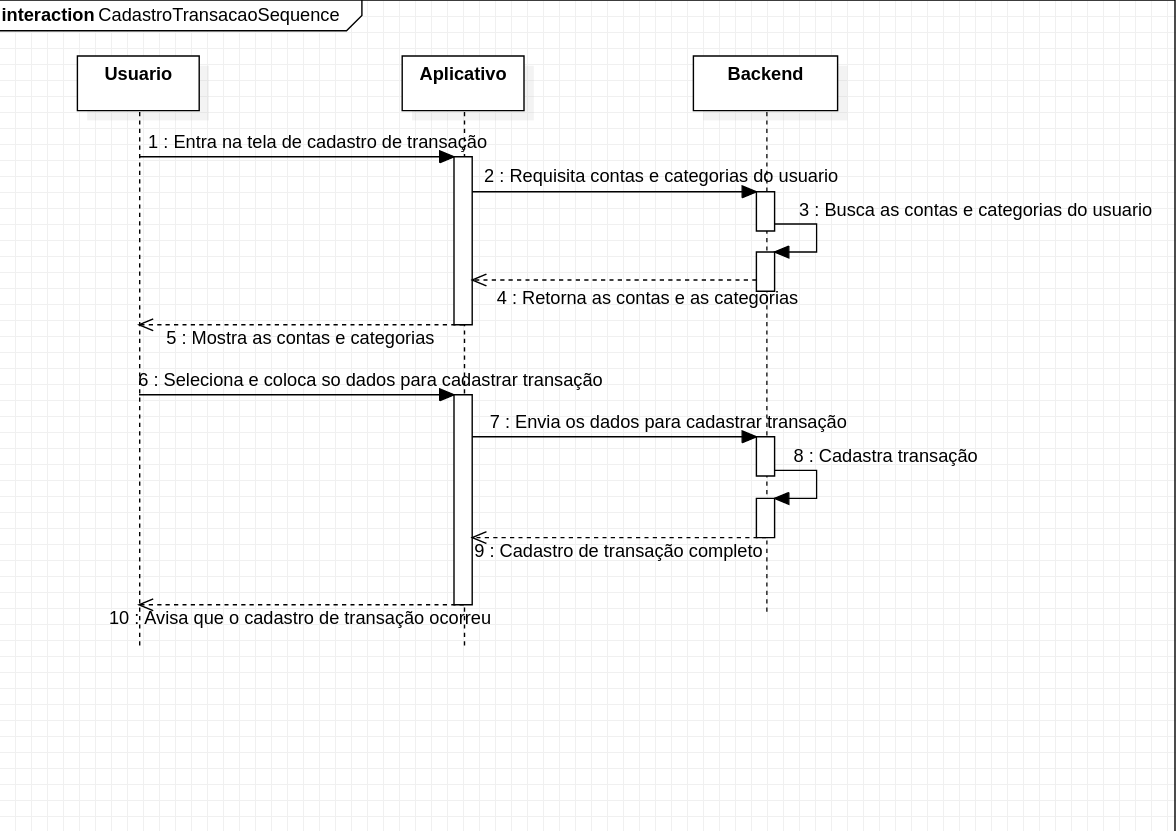 interaction CadastroTransacaoSequence
Usuario
Aplicativo
Backend
1 : Entra na tela de cadastro de transação
2 : Requisita contas e categorias do usuario
3 : Busca as contas e categorias do usuario
4 : Retorna as contas e as categorias
5 : Mostra as contas e categorias
6 : Seleciona e coloca so dados para cadastrar transação
7 : Envia os dados para cadastrar transação
8 : Cadastra transação
9 : Cadastro de transação completo
10 : Avisa que o cadastro de transação ocorreu